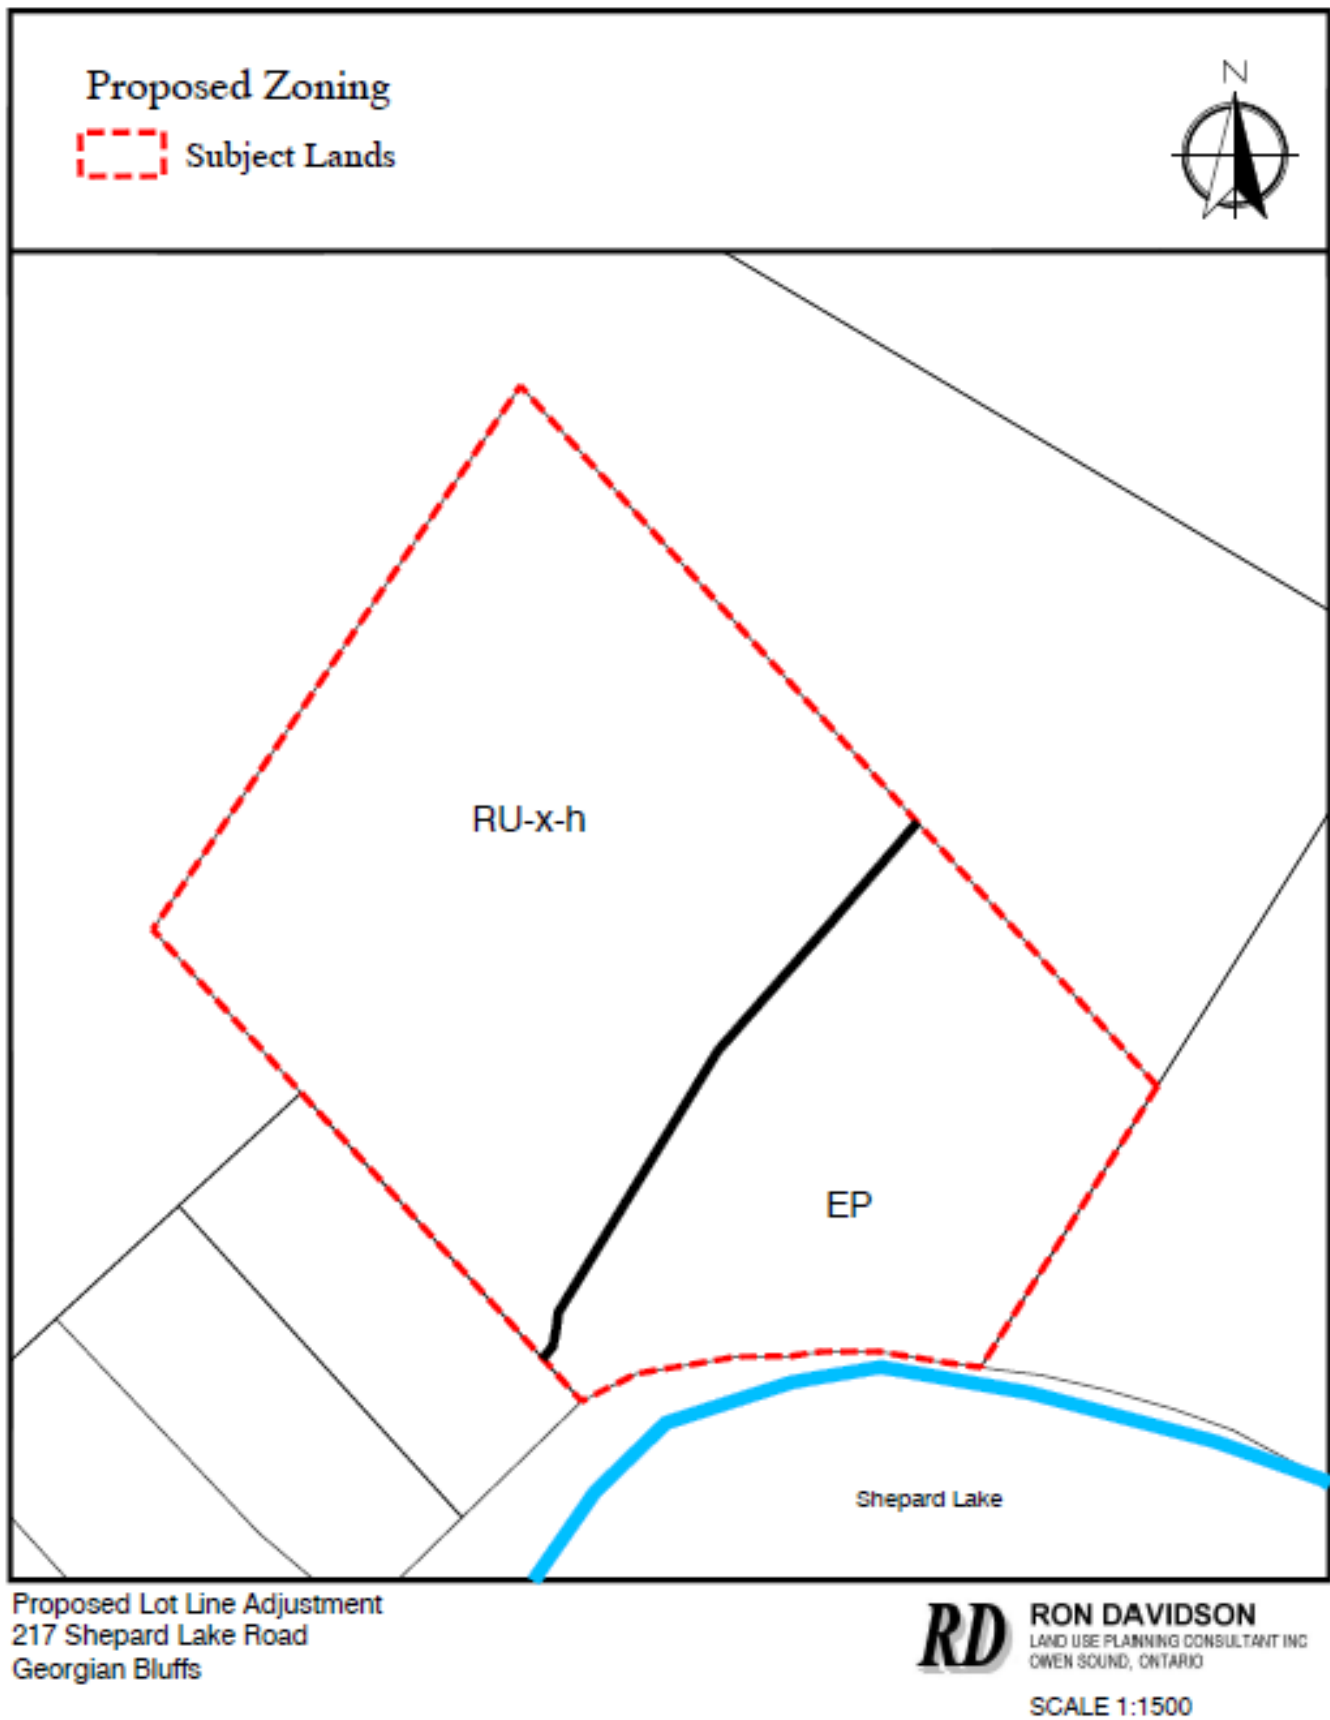 Proposed Zoning
N
Subject Lands
RU-x-h
EP
Shepard Lake
Proposed Lot Line Adjustment
217 Shepard Lake Road
Georgian Bluffs
RD
RON DAVIDSON
LAND USE PLANNING CONSULTANT INC
OWEN SOUND, ONTARIO
SCALE 1:1500